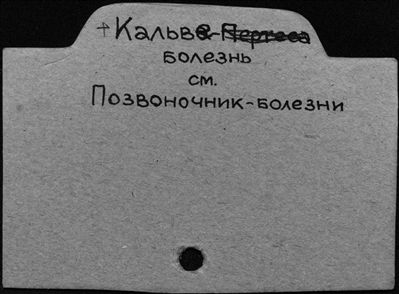 + Кальве-Пертеса
болезнь
см.
Позвоночник-болезни